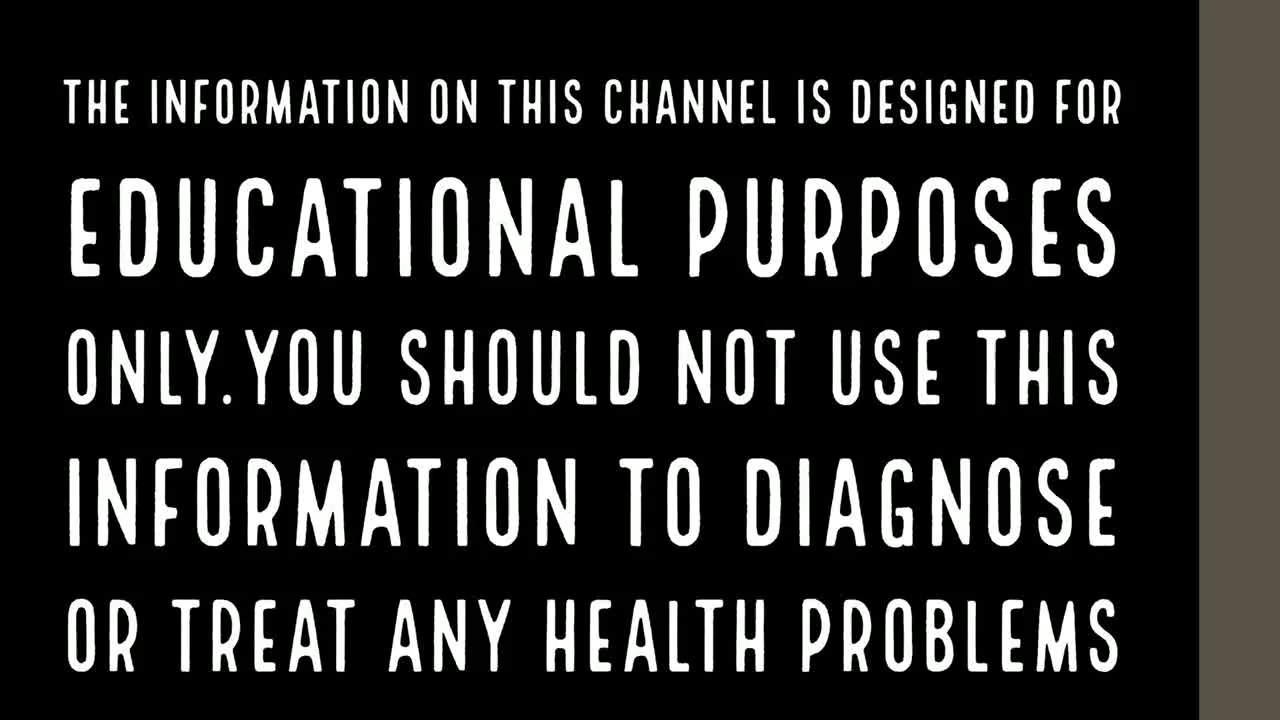 THE INFORMATION ON THIS CHANNEL IS DESIGNED FOR
EDUCATIONAL PURPOSES
ONLY.YOU SHOULD NOT USE THIS
INFORMATION TO DIAGNOSE
OR TREAT ANY HEALTH PROBLEMS